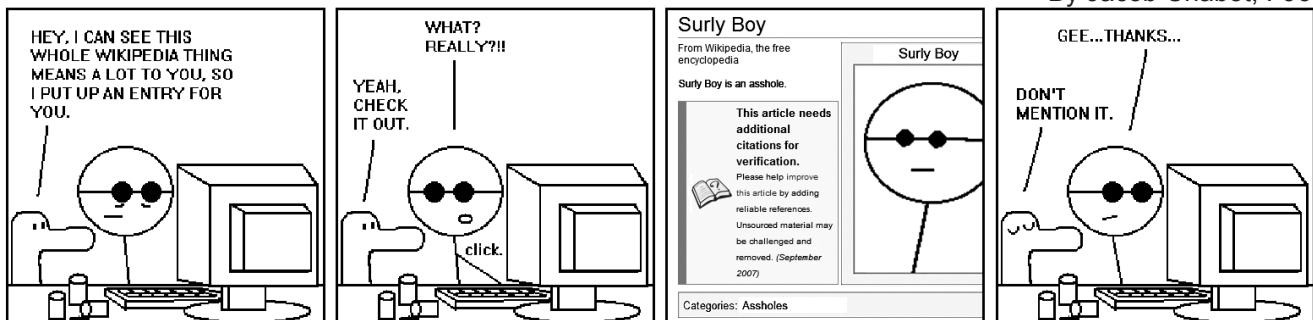 HEY, I CAN SEE THIS
WHOLE WIKIPEDIA THING
MEANS A LOT TO YOU, SO
I PUT UP AN ENTRY FOR
YOU.
WHAT?
REALLY?!!
YEAH,
CHECK
IT OUT.
click.
Surly Boy
From Wikipedia, the free
encyclopedia
Surly Boy is an asshole.
This article needs
additional
citations for
verification.
Please help improve
this article by adding
reliable references.
Unsourced material may
be challenged and
removed. (September
2007)
Surly Boy
Categories: Assholes
GEE...THANKS...
DON'T
MENTION IT.